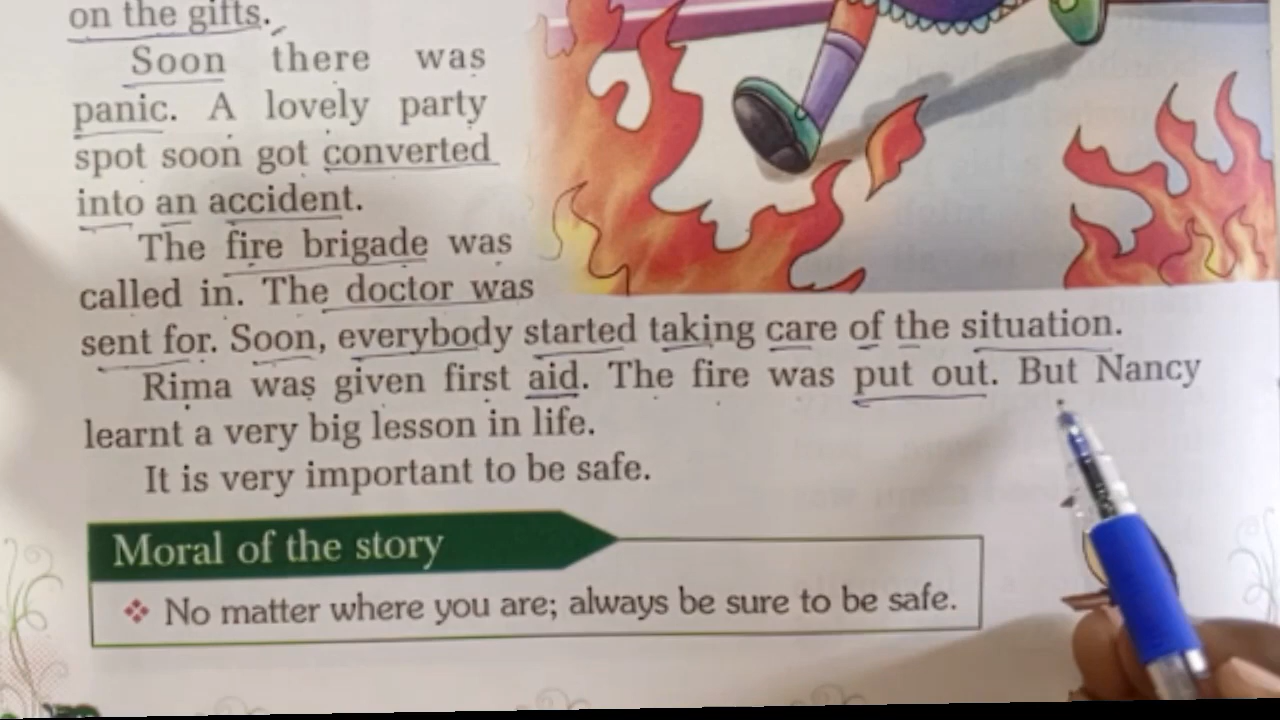 on the gifts.
Soon there was
panic. A lovely party
spot soon got converted
into an accident.
The fire brigade was
called in. The doctor was
sent for. Soon, everybody started taking care of the situation.
Rima was given first aid. The fire was put out. But Nancy
learnt a very big lesson in life.
It is very important to be safe.
Moral of the story
❖ No matter where you are; always be sure to be safe.